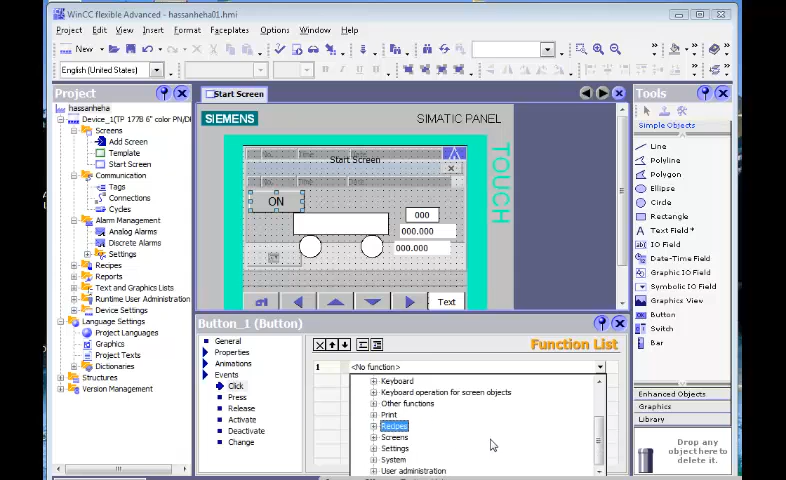 WinCC flexible Advanced - hassanheha01.hmi
Project Edit View Insert Format Faceplates Options Window Help
New
English (United States)
Project
Start Screen
Tools
hassanheha
Device_1(TP 177B 6" color PN/D
Screens
Add Screen
Template
Start Screen
Communication
Tags
Connections
Cycles
Alarm Management
Analog Alarms
Discrete Alarms
Settings
Recipes
Reports
Text and Graphics Lists
Runtime User Administration
Device Settings
Language Settings
Project Languages
Graphics
Project Texts
Dictionaries
Structures
Version Management
SIEMENS
SIMATIC PANEL
TOUCH
Start Screen
ON
000
000.000
000.000
Text
Simple Objects
Line
Polyline
Polygon
Ellipse
Circle
Rectangle
Text Field
IO Field
Date-Time Field
Graphic IO Field
Symbolic IO Field
Graphics View
Button
Switch
Bar
Enhanced Objects
Graphics
Library
Drop any
object here to
delete it.
Button_1 (Button)
General
Properties
Animations
Events
Click
Press
Release
Activate
Deactivate
Change
Function List
1 <No function>
Keyboard
Keyboard operation for screen objects
Other functions
Print
Recipes
Screens
Settings
System
User administration